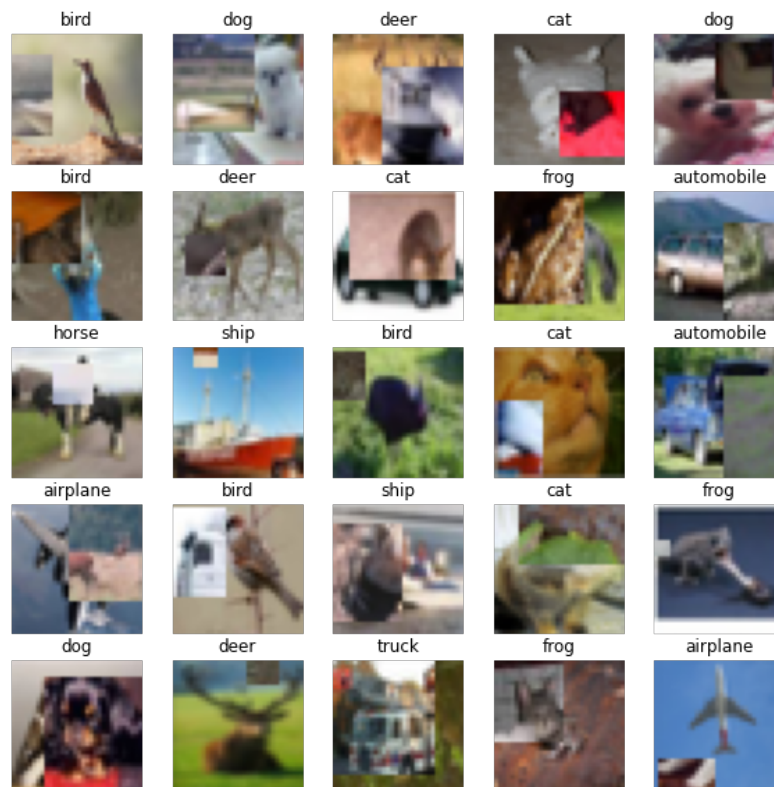 bird dog deer cat dog
bird deer cat frog automobile
horse ship bird cat automobile
airplane bird ship cat frog
dog deer truck frog airplane